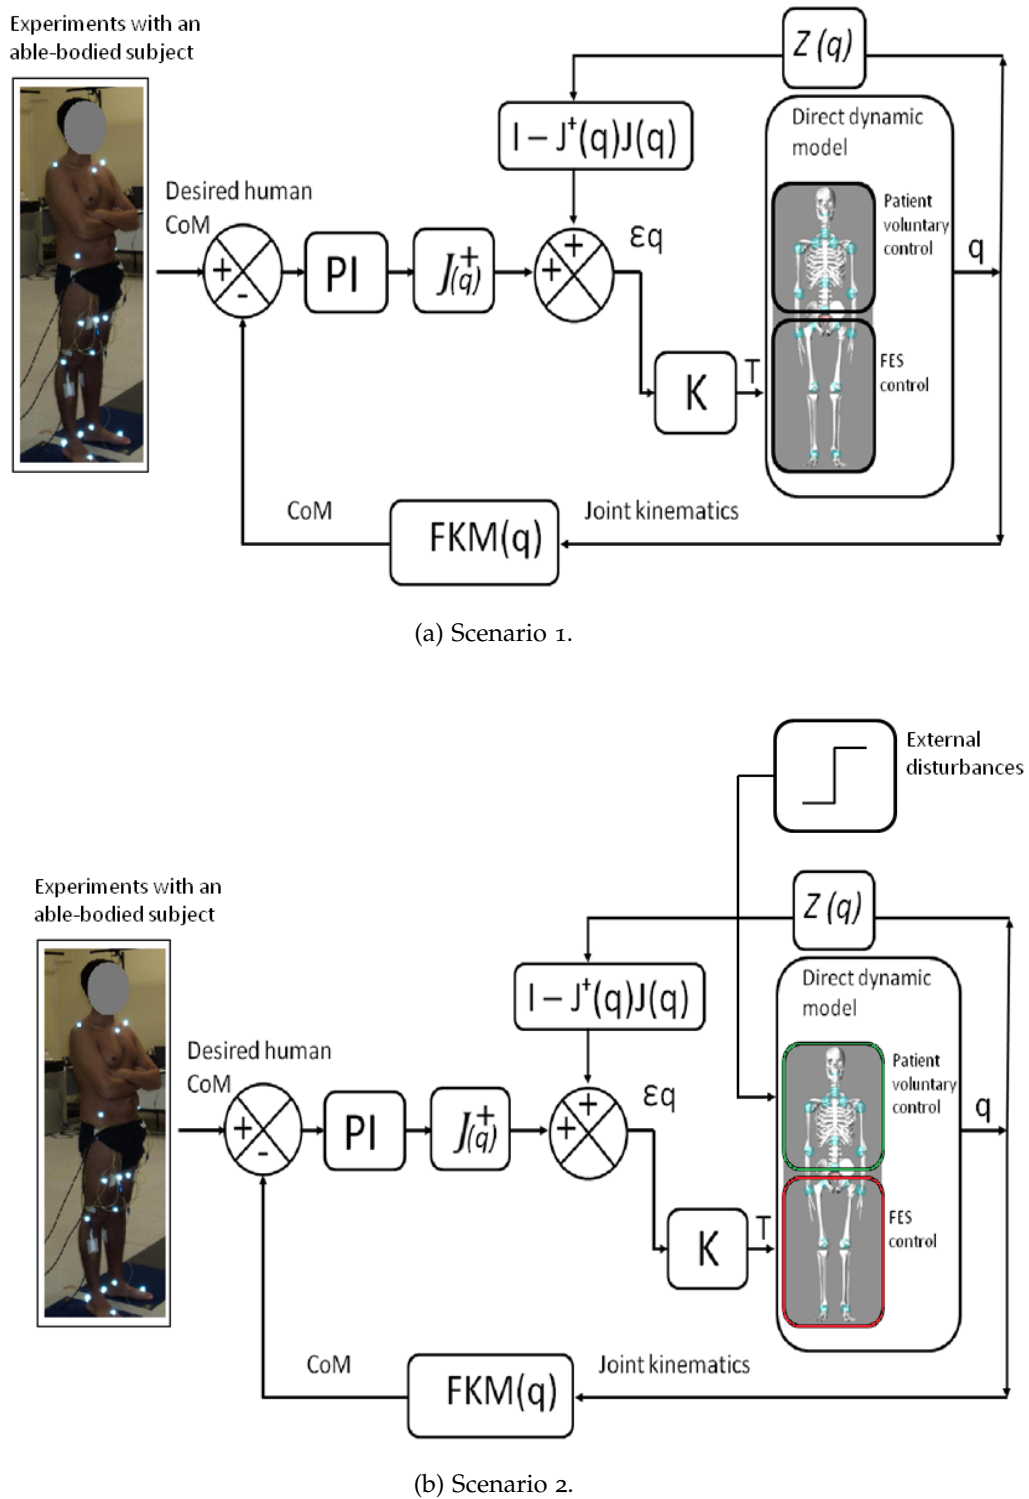 Experiments with an
able-bodied subject
Z(q)
I – J⁺(q)J(q)
Direct dynamic
model
Desired human
CoM
Patient
voluntary
control
εq
q
+
-
PI
J⁺(q)
+
+
FES
control
K
T
CoM
FKM(q)
Joint kinematics
(a) Scenario 1.
External
disturbances
Experiments with an
able-bodied subject
Z(q)
I – J⁺(q)J(q)
Direct dynamic
model
Desired human
CoM
Patient
voluntary
control
εq
q
+
-
PI
J⁺(q)
+
+
FES
control
K
T
CoM
FKM(q)
Joint kinematics
(b) Scenario 2.